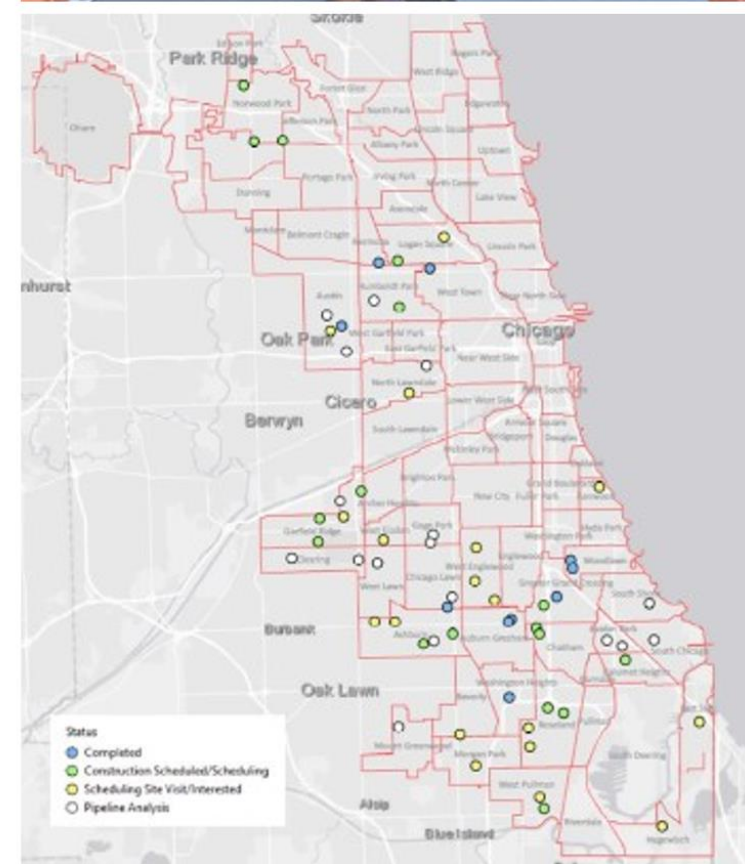 Skokie
Edison Park
Park Ridge
Rogers Park
West Ridge
Forest Glen
Norwood Park
Edgewater
North Park
Jefferson Park
Ohare
Lincoln Square
Albany Park
Uptown
Portage Park
Irving Park
North Center
Dunning
Lake View
Avondale
Belmont Cragin
Logan Square
Lincoln Park
Humboldt Park
West Town
Near North Side
Austin
Chicago
West Garfield Park
Oak Park
East Garfield Park
Near West Side
North Lawndale
Cicero
Lower West Side
Berwyn
Armour Square
South Lawndale
Bridgeport
Douglas
McKinley Park
Brighton Park
Grand Boulevard
New City
Fuller Park
Archer Heights
Gage Park
Hyde Park
Garfield Ridge
West Elsdon
Washington Park
Englewood
Woodlawn
Clearing
West Englewood
Chicago Lawn
Greater Grand Crossing
West Lawn
South Shore
Burbank
Ashburn
Auburn Gresham
Chatham
South Chicago
Calumet Heights
Washington Heights
Oak Lawn
Beverly
East Side
Roseland
Pullman
Mount Greenwood
Morgan Park
South Deering
West Pullman
Alsip
Riverdale
Blue Island
Hegewisch
Status
Completed
Construction Scheduled/Scheduling
Scheduling Site Visit/Interested
Pipeline Analysis